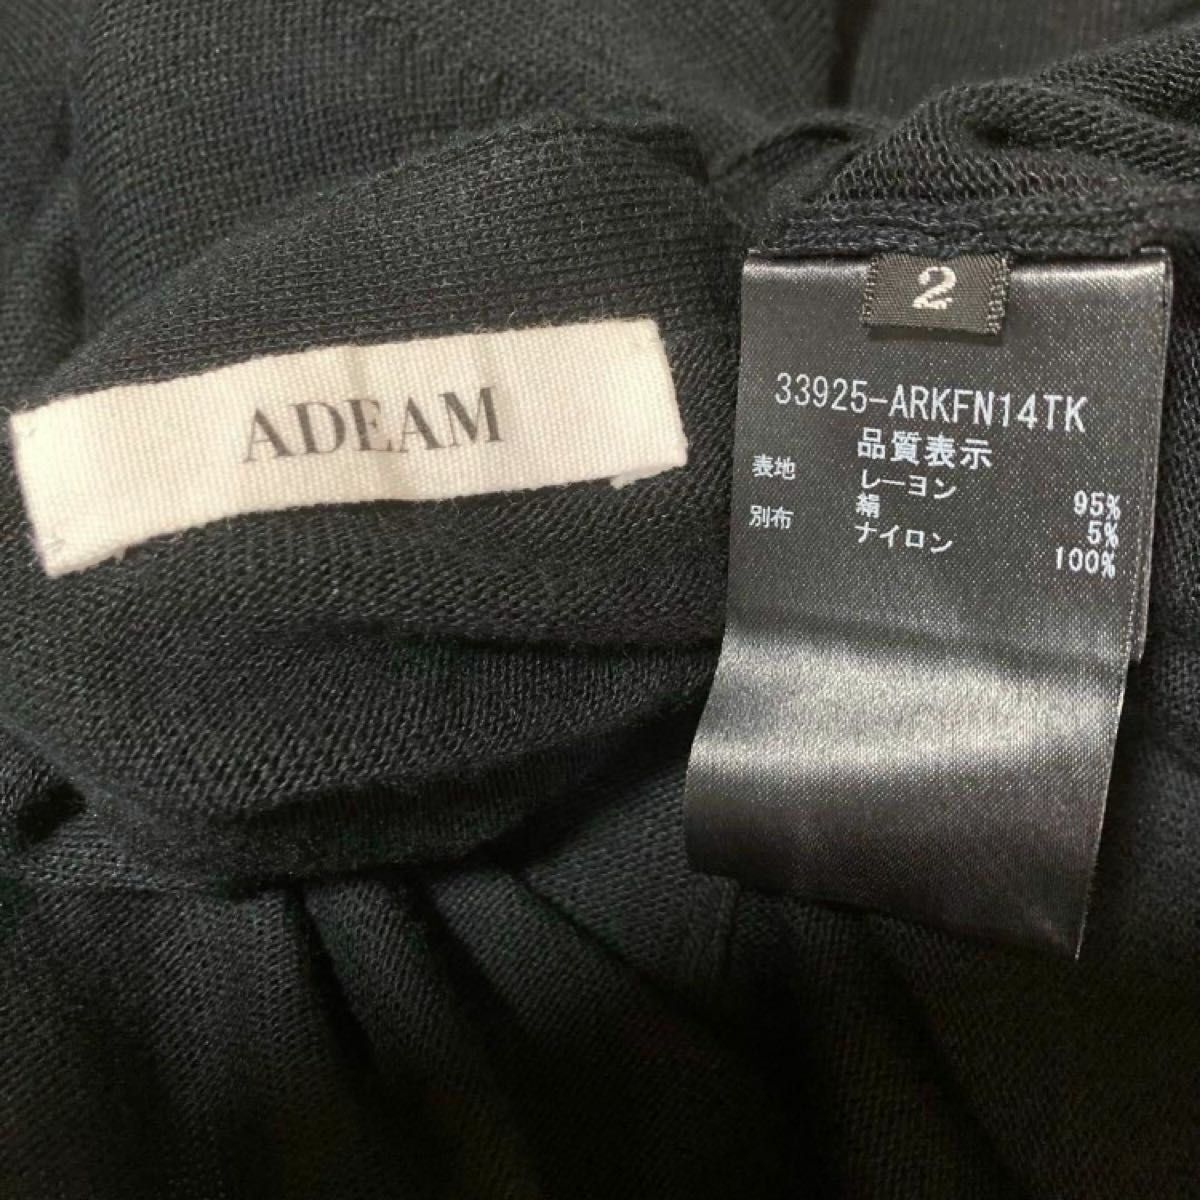 ADEAM
2
33925-ARKFN14TK
品質表示
表地 レーヨン 95%
絹 5%
別布 ナイロン 100%